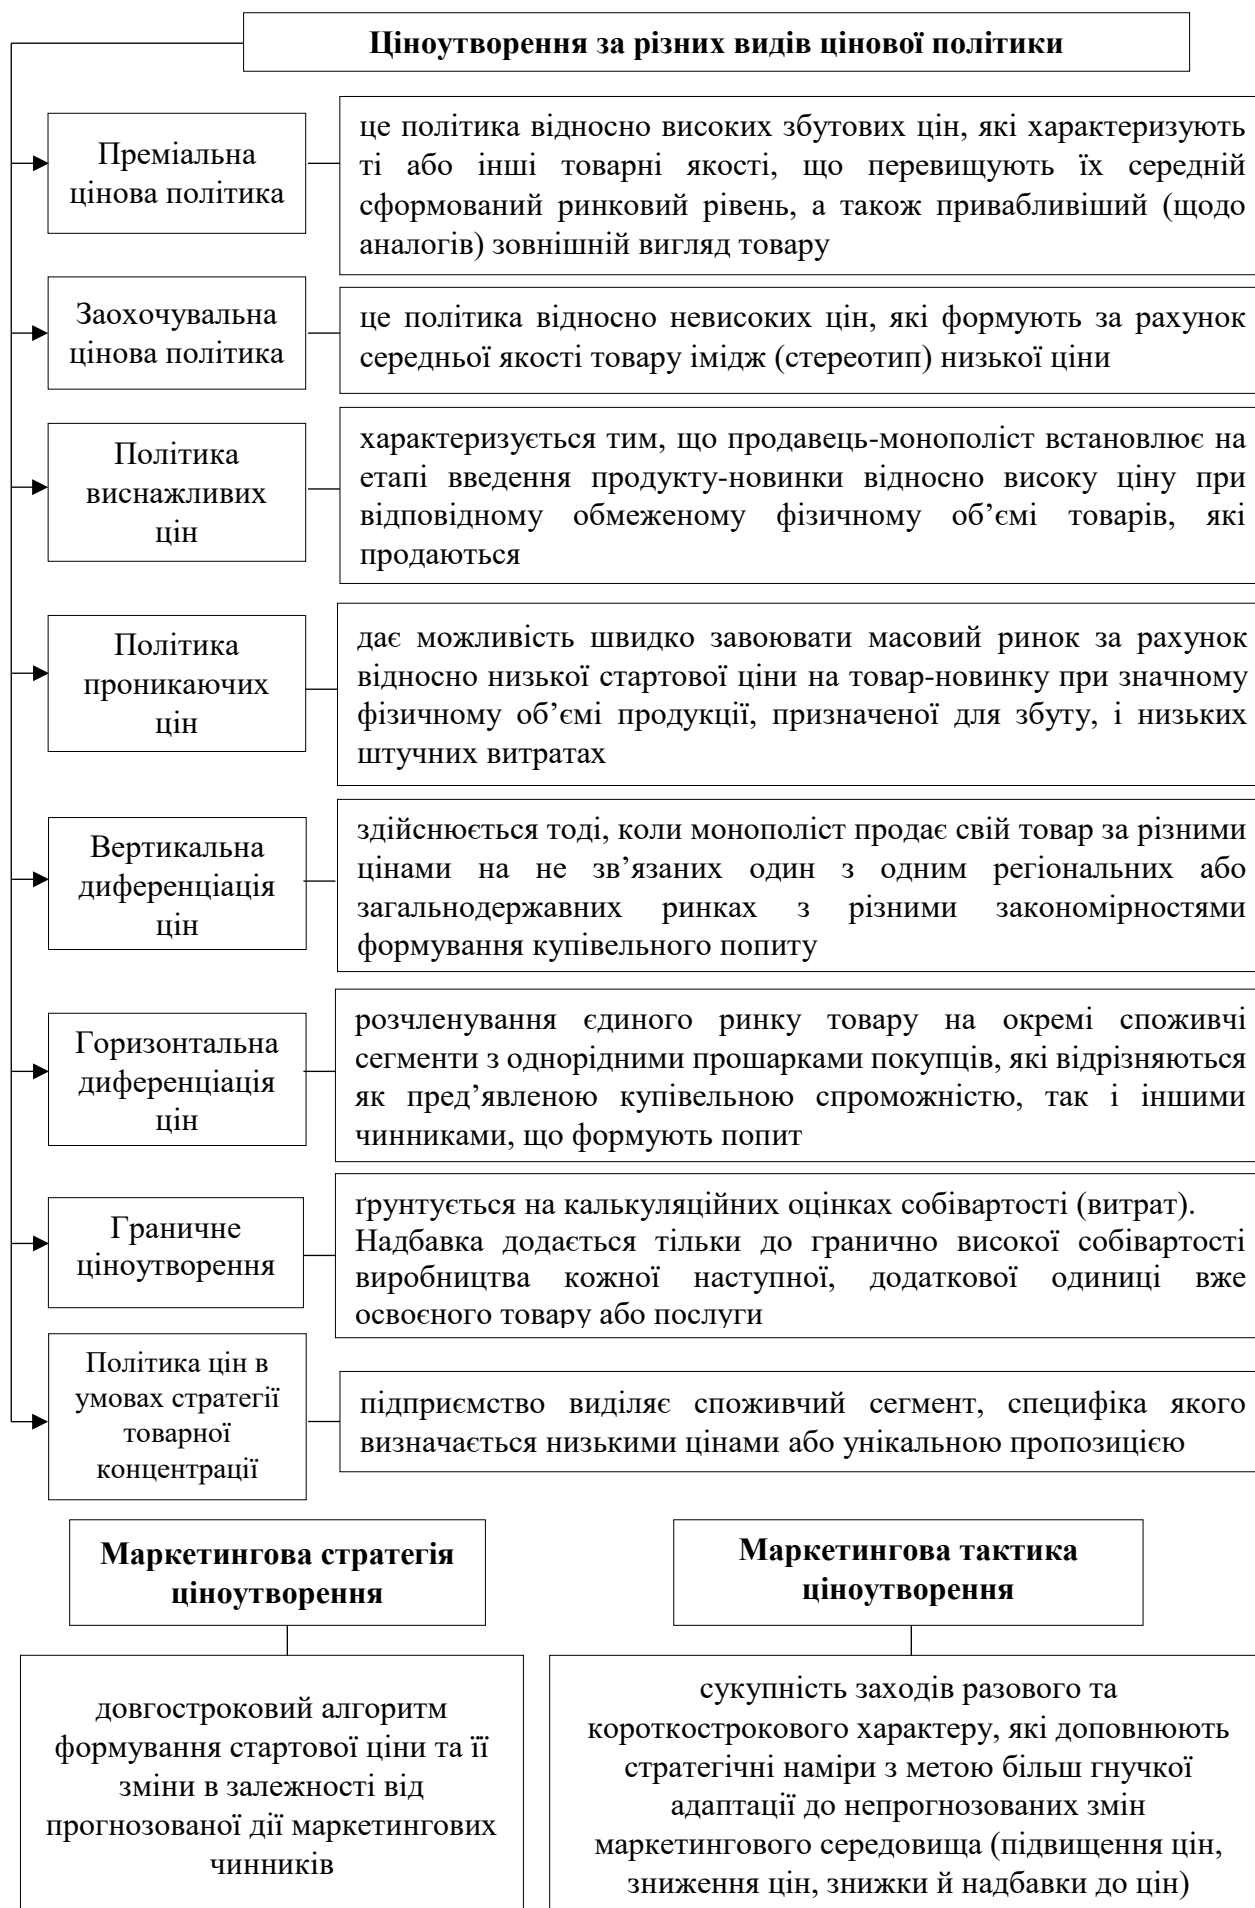 Ціноутворення за різних видів цінової політики
Преміальна
цінова політика
це політика відносно високих збутових цін, які характеризують
ті або інші товарні якості, що перевищують їх середній
сформований ринковий рівень, а також привабливіший (щодо
аналогів) зовнішній вигляд товару
Заохочувальна
цінова політика
це політика відносно невисоких цін, які формують за рахунок
середньої якості товару імідж (стереотип) низької ціни
Політика
виснажливих
цін
характеризується тим, що продавець-монополіст встановлює на
етапі введення продукту-новинки відносно високу ціну при
відповідному обмеженому фізичному об’ємі товарів, які
продаються
Політика
проникаючих
цін
дає можливість швидко завоювати масовий ринок за рахунок
відносно низької стартової ціни на товар-новинку при значному
фізичному об’ємі продукції, призначеної для збуту, і низьких
штучних витратах
Вертикальна
диференціація
цін
здійснюється тоді, коли монополіст продає свій товар за різними
цінами на не зв’язаних один з одним регіональних або
загальнодержавних ринках з різними закономірностями
формування купівельного попиту
Горизонтальна
диференціація
цін
розчленування єдиного ринку товару на окремі споживчі
сегменти з однорідними прошарками покупців, які відрізняються
як пред’явленою купівельною спроможністю, так і іншими
чинниками, що формують попит
Граничне
ціноутворення
ґрунтується на калькуляційних оцінках собівартості (витрат).
Надбавка додається тільки до гранично високої собівартості
виробництва кожної наступної, додаткової одиниці вже
освоєного товару або послуги
Політика цін в
умовах стратегії
товарної
концентрації
підприємство виділяє споживчий сегмент, специфіка якого
визначається низькими цінами або унікальною пропозицією
Маркетингова стратегія
ціноутворення
Маркетингова тактика
ціноутворення
довгостроковий алгоритм
формування стартової ціни та її
зміни в залежності від
прогнозованої дії маркетингових
чинників
сукупність заходів разового та
короткострокового характеру, які доповнюють
стратегічні наміри з метою більш гнучкої
адаптації до непрогнозованих змін
маркетингового середовища (підвищення цін,
зниження цін, знижки й надбавки до цін)